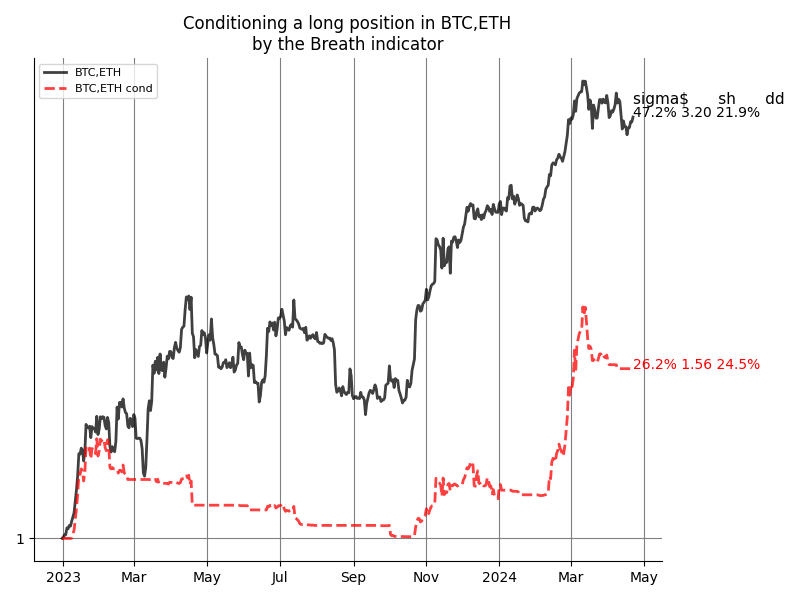 Conditioning a long position in BTC,ETH
by the Breath indicator
BTC,ETH
BTC,ETH cond
sigma$ sh dd
47.2% 3.20 21.9%
26.2% 1.56 24.5%
1
2023 Mar May Jul Sep Nov 2024 Mar May